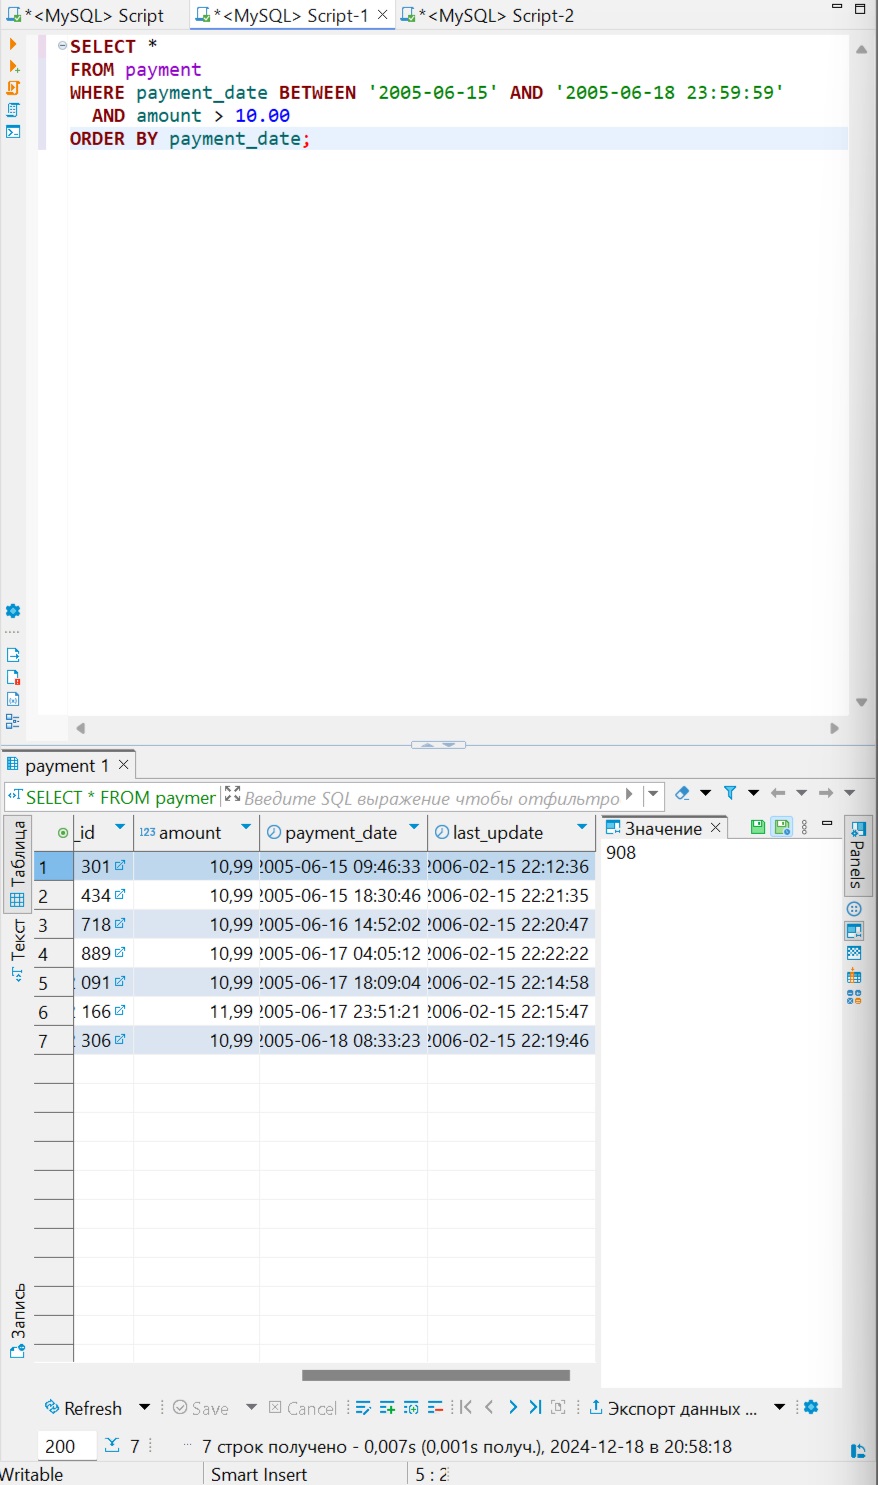 *<MySQL> Script *<MySQL> Script-1 *<MySQL> Script-2
SELECT *
FROM payment
WHERE payment_date BETWEEN '2005-06-15' AND '2005-06-18 23:59:59'
AND amount > 10.00
ORDER BY payment_date;
payment 1
SELECT * FROM paymer Введите SQL выражение чтобы отфильтро
_id 123 amount payment_date last_update
1 301 10,99 2005-06-15 09:46:33 2006-02-15 22:12:36
2 434 10,99 2005-06-15 18:30:46 2006-02-15 22:21:35
3 718 10,99 2005-06-16 14:52:02 2006-02-15 22:20:47
4 889 10,99 2005-06-17 04:05:12 2006-02-15 22:22:22
5 091 10,99 2005-06-17 18:09:04 2006-02-15 22:14:58
6 166 11,99 2005-06-17 23:51:21 2006-02-15 22:15:47
7 306 10,99 2005-06-18 08:33:23 2006-02-15 22:19:46
Таблица
Текст
Запись
Значение
908
Panels
Refresh Save Cancel Экспорт данных ...
200 7 7 строк получено - 0,007s (0,001s получ.), 2024-12-18 в 20:58:18
Writable Smart Insert 5 : 2